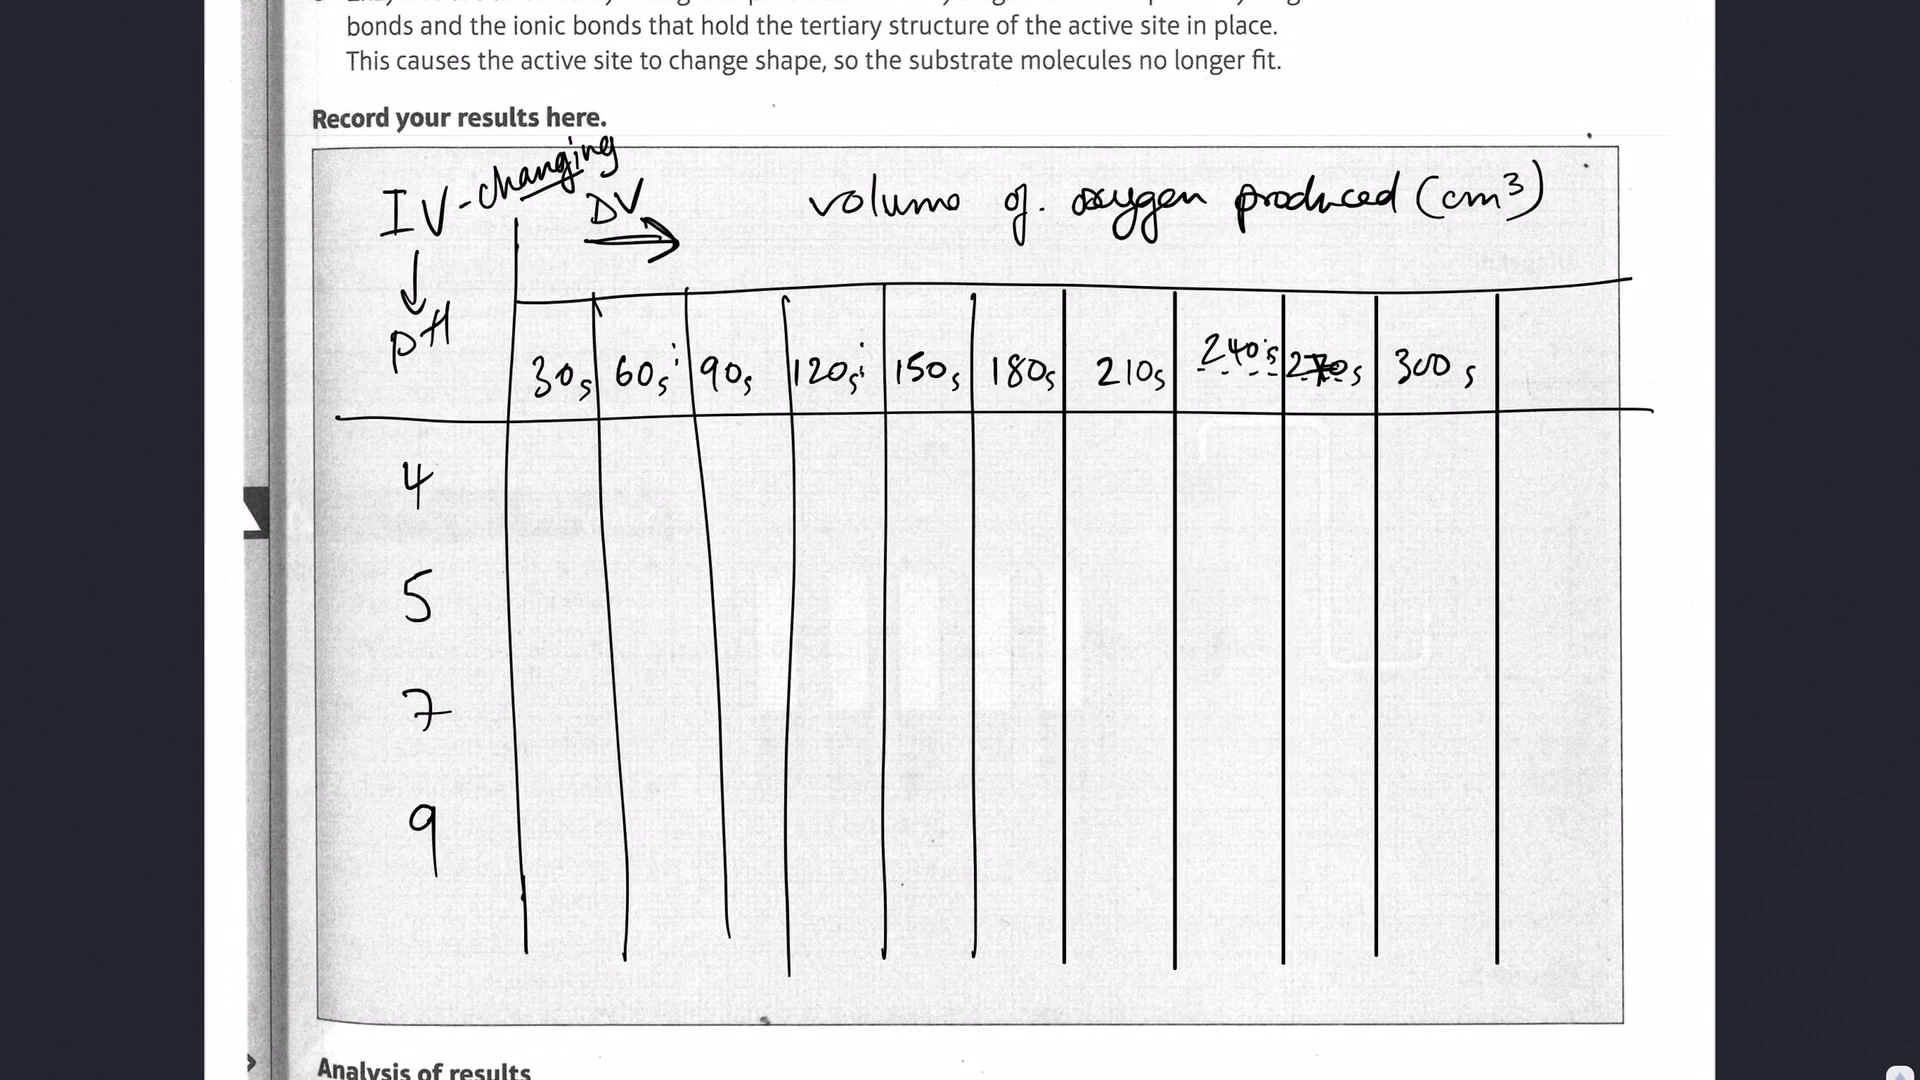 bonds and the ionic bonds that hold the tertiary structure of the active site in place.
This causes the active site to change shape, so the substrate molecules no longer fit.
Record your results here.
IV - changing
DV
volume of oxygen produced (cm³)
pH
30s 60s 90s 120s 150s 180s 210s 240s 270s 300s
4
5
7
9
Analysis of results